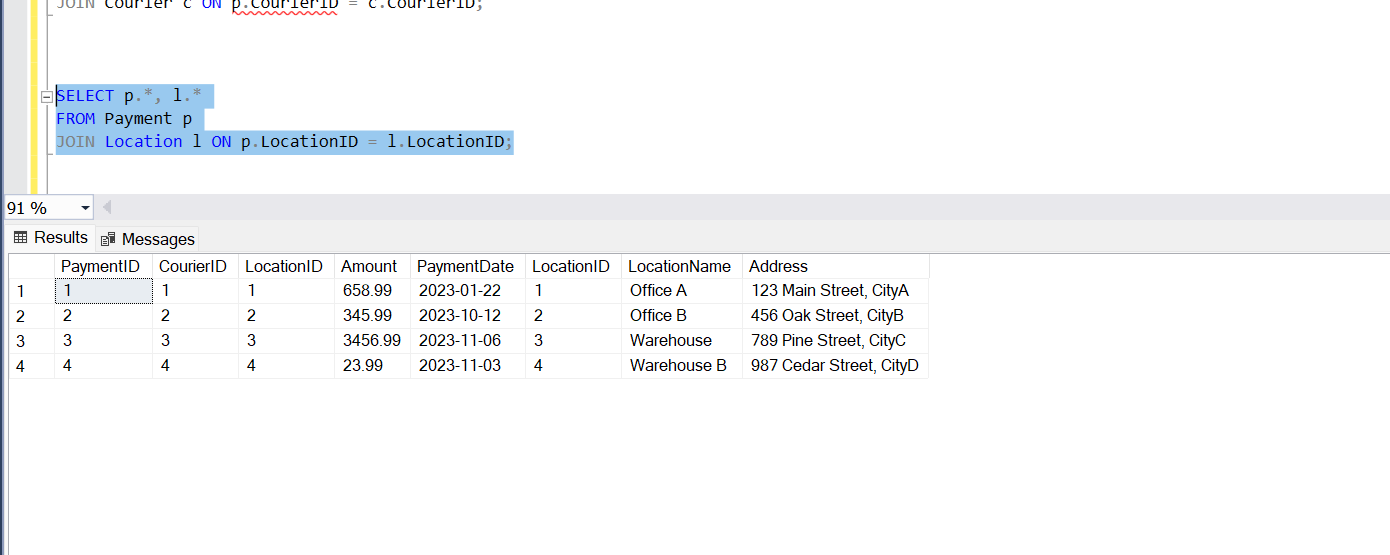 JOIN Courier c ON p.CourierID = c.CourierID;
SELECT p.*, l.*
FROM Payment p
JOIN Location l ON p.LocationID = l.LocationID;
91 %
Results Messages
PaymentID CourierID LocationID Amount PaymentDate LocationID LocationName Address
1 1 1 1 658.99 2023-01-22 1 Office A 123 Main Street, CityA
2 2 2 2 345.99 2023-10-12 2 Office B 456 Oak Street, CityB
3 3 3 3 3456.99 2023-11-06 3 Warehouse 789 Pine Street, CityC
4 4 4 4 23.99 2023-11-03 4 Warehouse B 987 Cedar Street, CityD